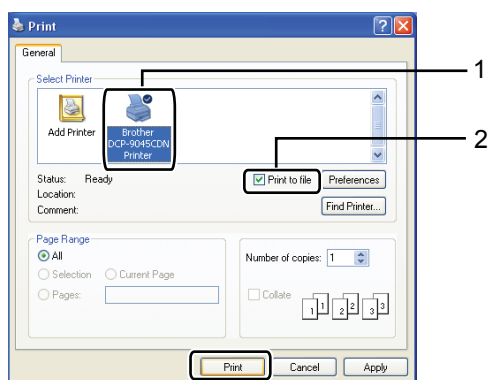 Print
General
Select Printer
1
Add Printer
Brother
DCP-9045CDN
Printer
2
Status: Ready
Print to file
Preferences
Location:
Comment:
Find Printer...
Page Range
All
Selection
Current Page
Pages:
Number of copies: 1
Collate
1 1 2 2 3 3
Print
Cancel
Apply